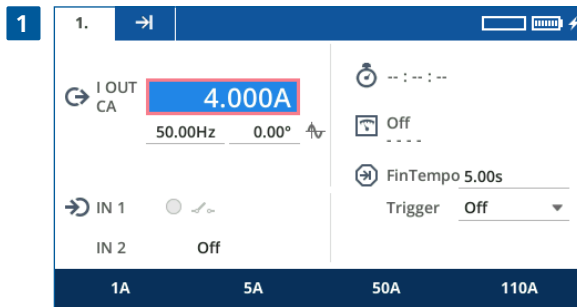 1
1.
I OUT
CA
4.000A
50.00Hz 0.00°
IN 1
IN 2 Off
-- : -- : --
Off
- - - -
FinTempo 5.00s
Trigger Off
1A 5A 50A 110A